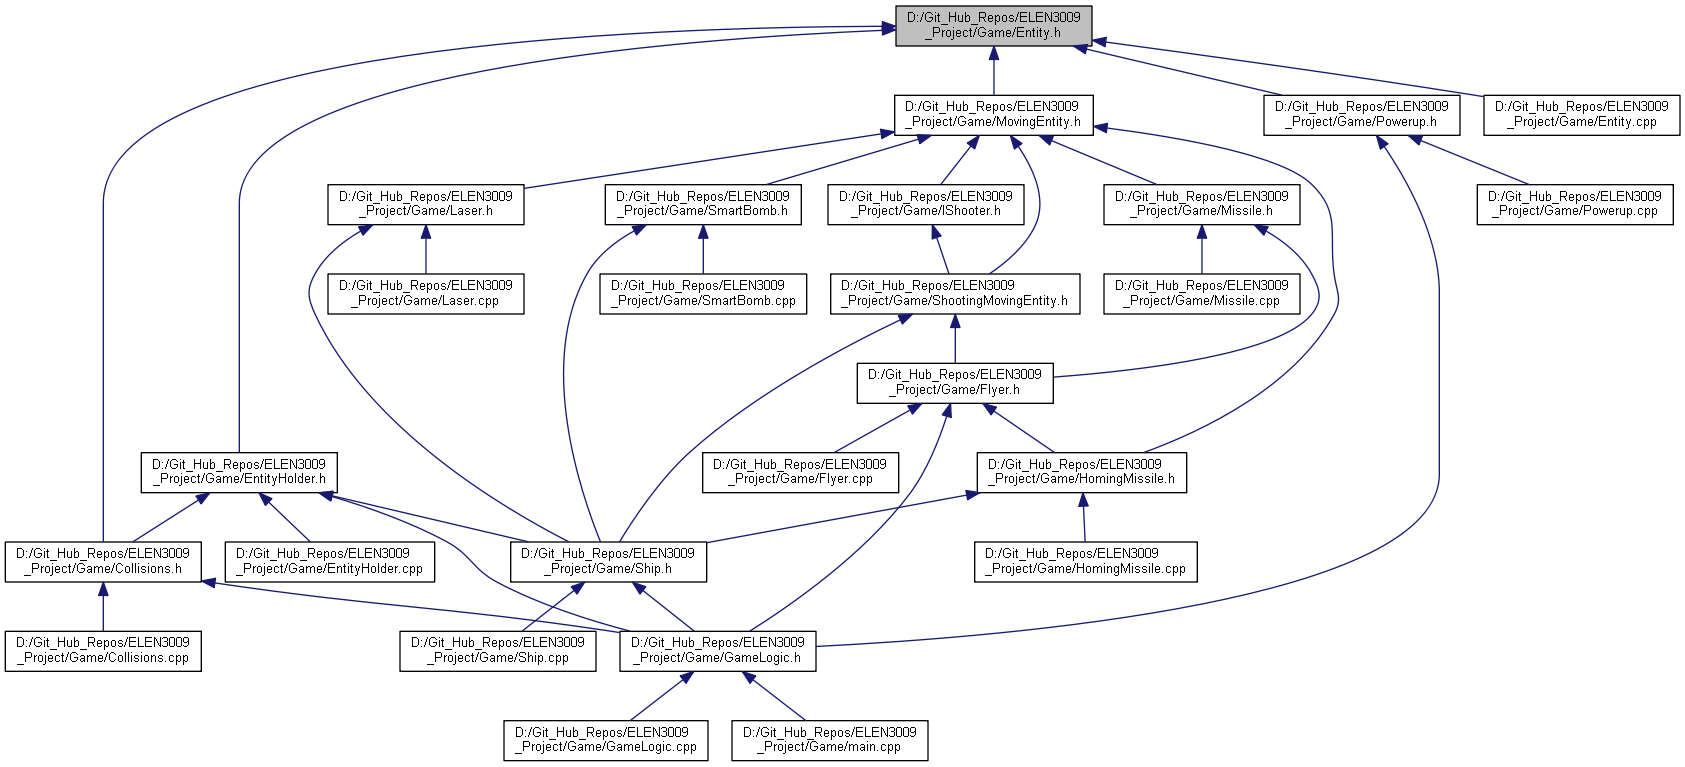 D:/Git_Hub_Repos/ELEN3009
_Project/Game/Entity.h
D:/Git_Hub_Repos/ELEN3009
_Project/Game/MovingEntity.h
D:/Git_Hub_Repos/ELEN3009
_Project/Game/Powerup.h
D:/Git_Hub_Repos/ELEN3009
_Project/Game/Entity.cpp
D:/Git_Hub_Repos/ELEN3009
_Project/Game/Laser.h
D:/Git_Hub_Repos/ELEN3009
_Project/Game/SmartBomb.h
D:/Git_Hub_Repos/ELEN3009
_Project/Game/IShooter.h
D:/Git_Hub_Repos/ELEN3009
_Project/Game/Missile.h
D:/Git_Hub_Repos/ELEN3009
_Project/Game/Powerup.cpp
D:/Git_Hub_Repos/ELEN3009
_Project/Game/Laser.cpp
D:/Git_Hub_Repos/ELEN3009
_Project/Game/SmartBomb.cpp
D:/Git_Hub_Repos/ELEN3009
_Project/Game/ShootingMovingEntity.h
D:/Git_Hub_Repos/ELEN3009
_Project/Game/Missile.cpp
D:/Git_Hub_Repos/ELEN3009
_Project/Game/Flyer.h
D:/Git_Hub_Repos/ELEN3009
_Project/Game/EntityHolder.h
D:/Git_Hub_Repos/ELEN3009
_Project/Game/Flyer.cpp
D:/Git_Hub_Repos/ELEN3009
_Project/Game/HomingMissile.h
D:/Git_Hub_Repos/ELEN3009
_Project/Game/Collisions.h
D:/Git_Hub_Repos/ELEN3009
_Project/Game/EntityHolder.cpp
D:/Git_Hub_Repos/ELEN3009
_Project/Game/Ship.h
D:/Git_Hub_Repos/ELEN3009
_Project/Game/HomingMissile.cpp
D:/Git_Hub_Repos/ELEN3009
_Project/Game/Collisions.cpp
D:/Git_Hub_Repos/ELEN3009
_Project/Game/Ship.cpp
D:/Git_Hub_Repos/ELEN3009
_Project/Game/GameLogic.h
D:/Git_Hub_Repos/ELEN3009
_Project/Game/GameLogic.cpp
D:/Git_Hub_Repos/ELEN3009
_Project/Game/main.cpp